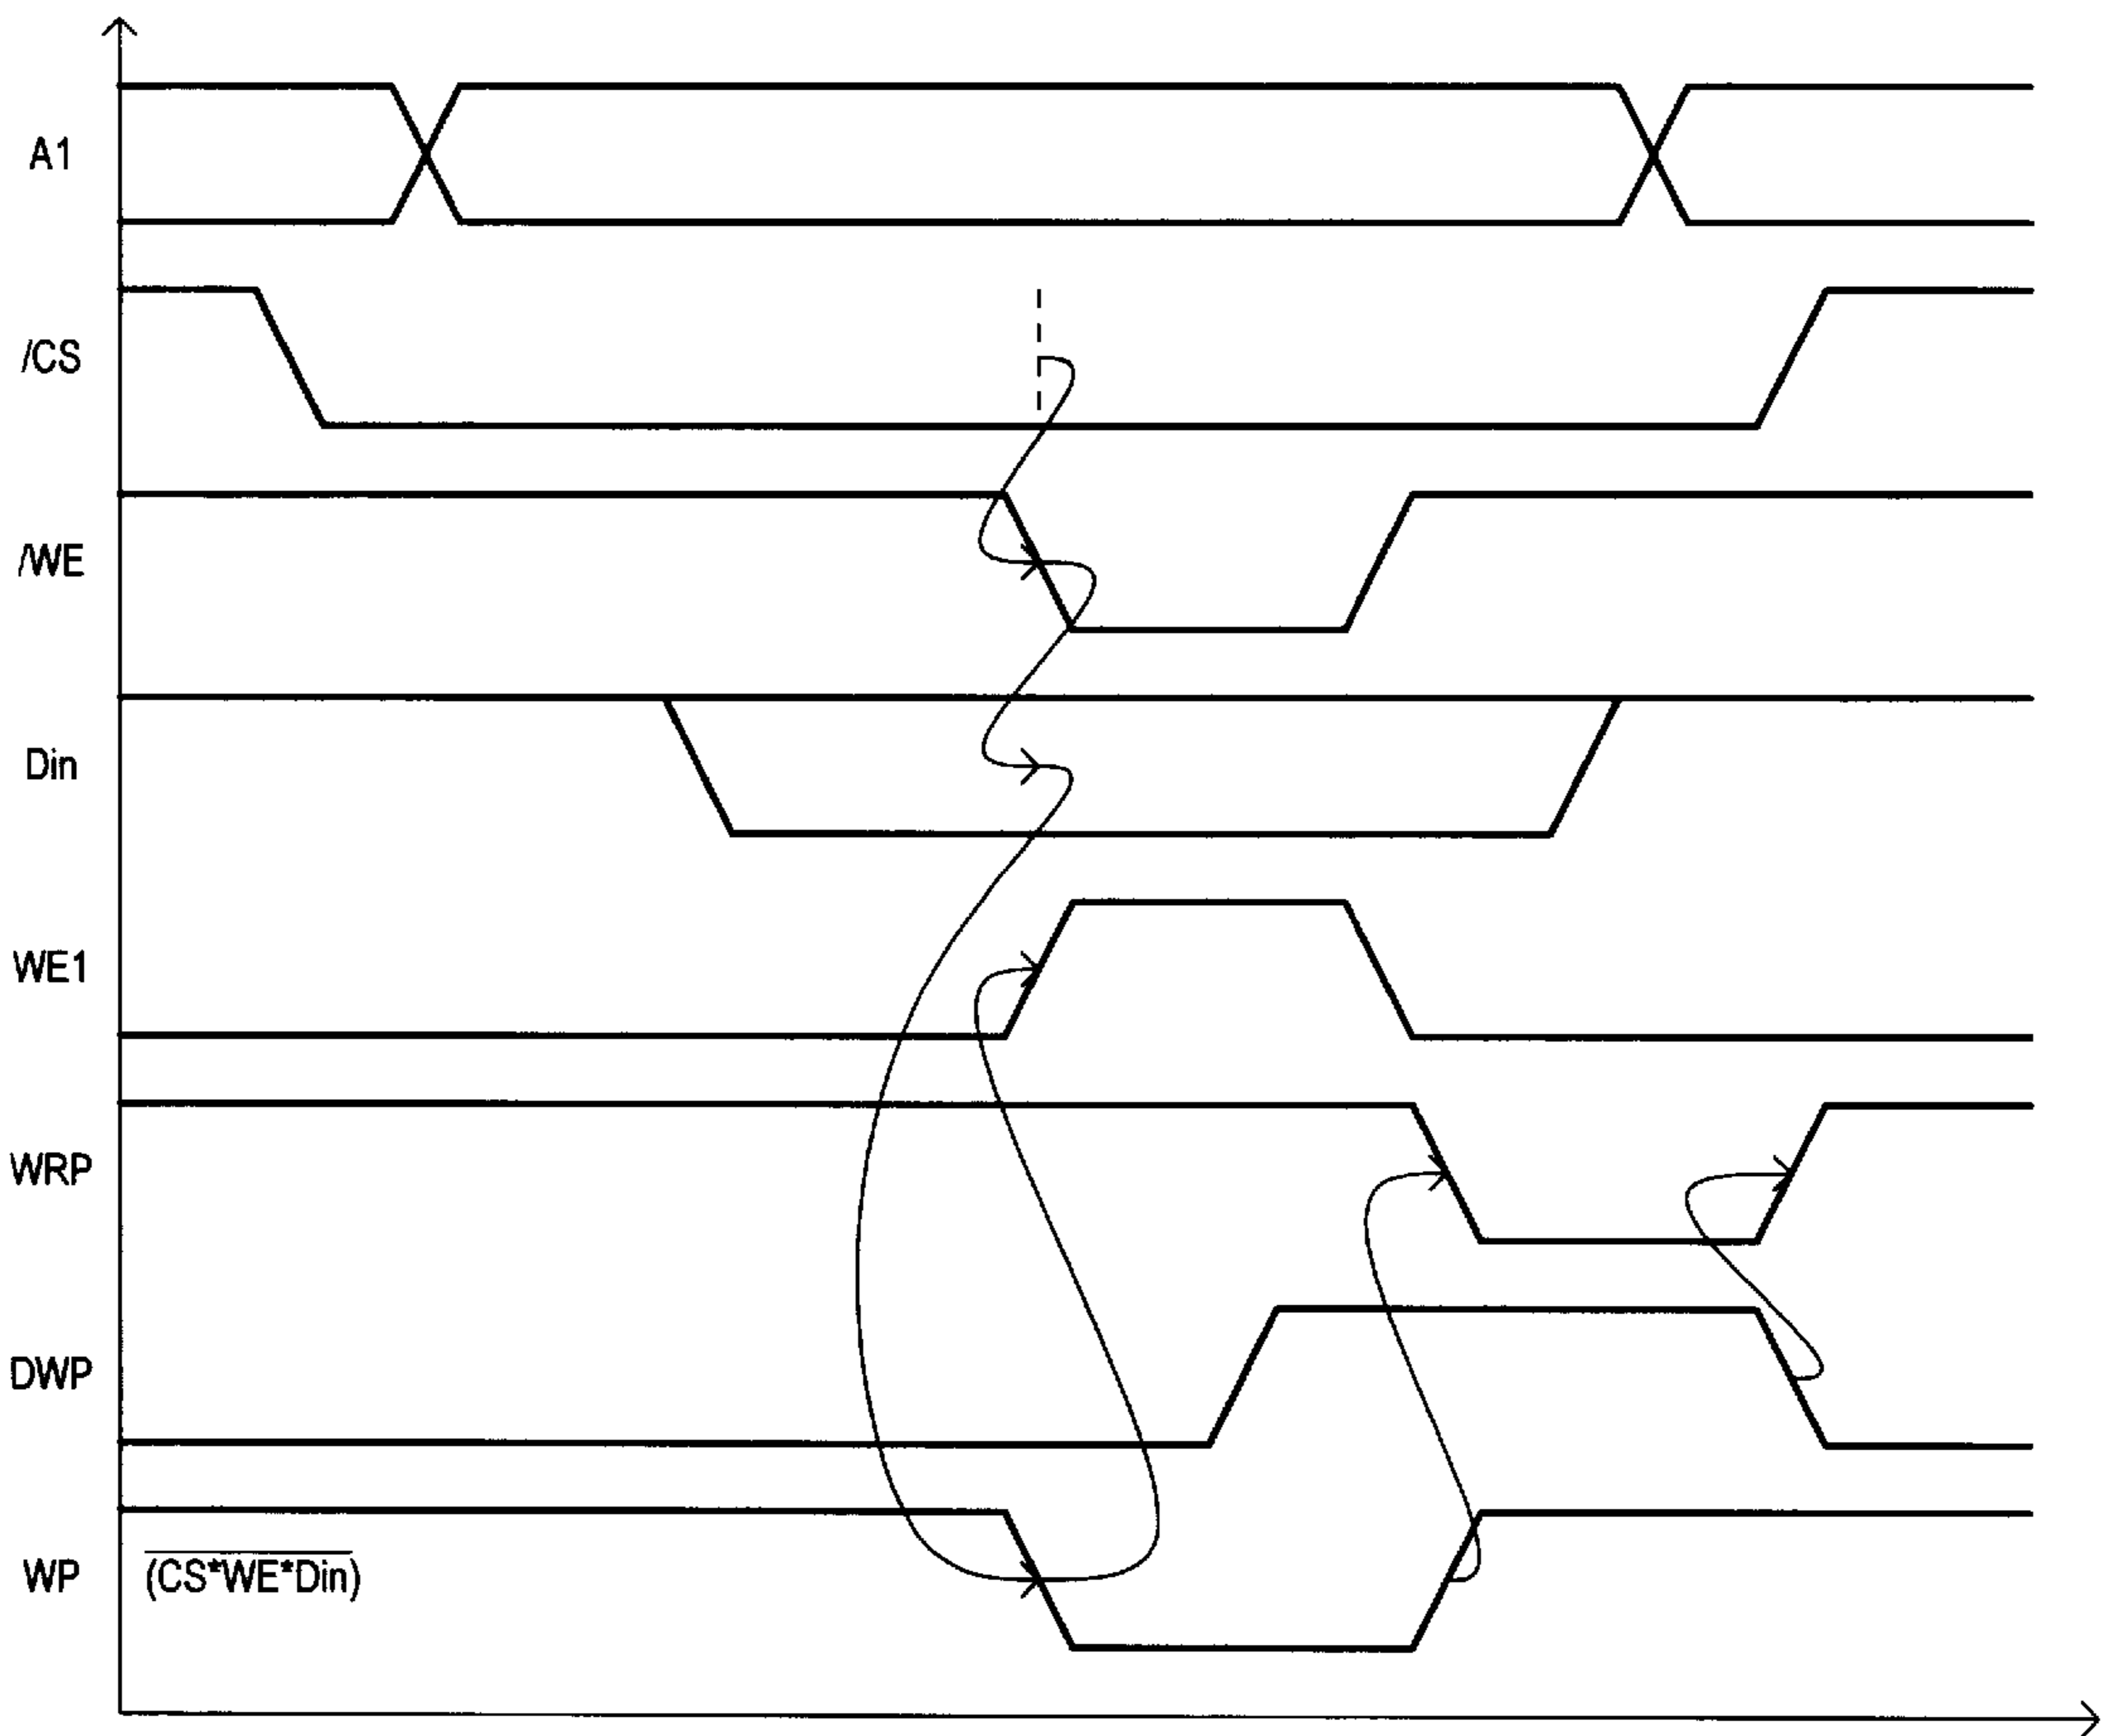 A1
/CS
/WE
Din
WE1
WRP
DWP
WP (CS*WE*Din)